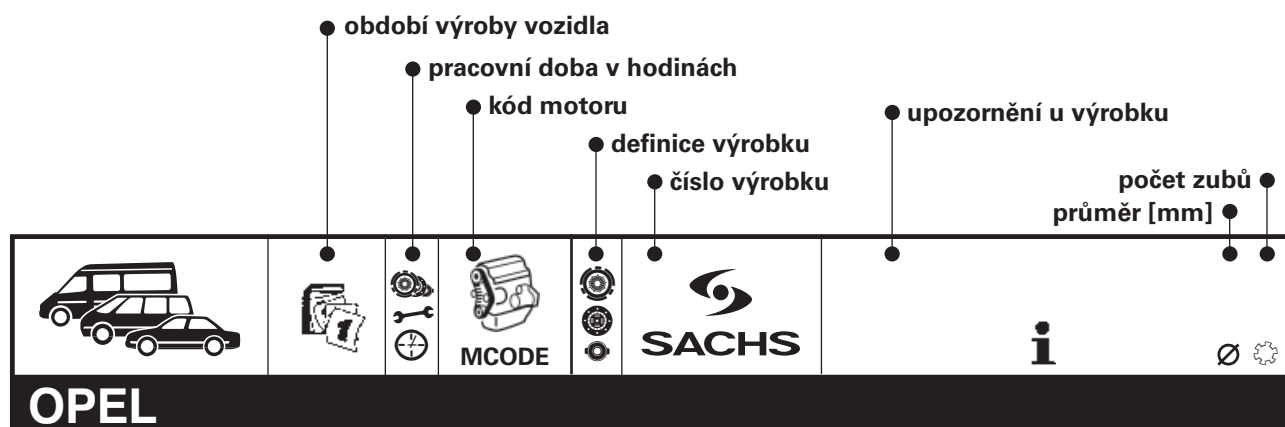 období výroby vozidla
pracovní doba v hodinách
kód motoru
upozornění u výrobku
definice výrobku
číslo výrobku
počet zubů
průměr [mm]
1
i
SACHS
MCODE
Ø
OPEL